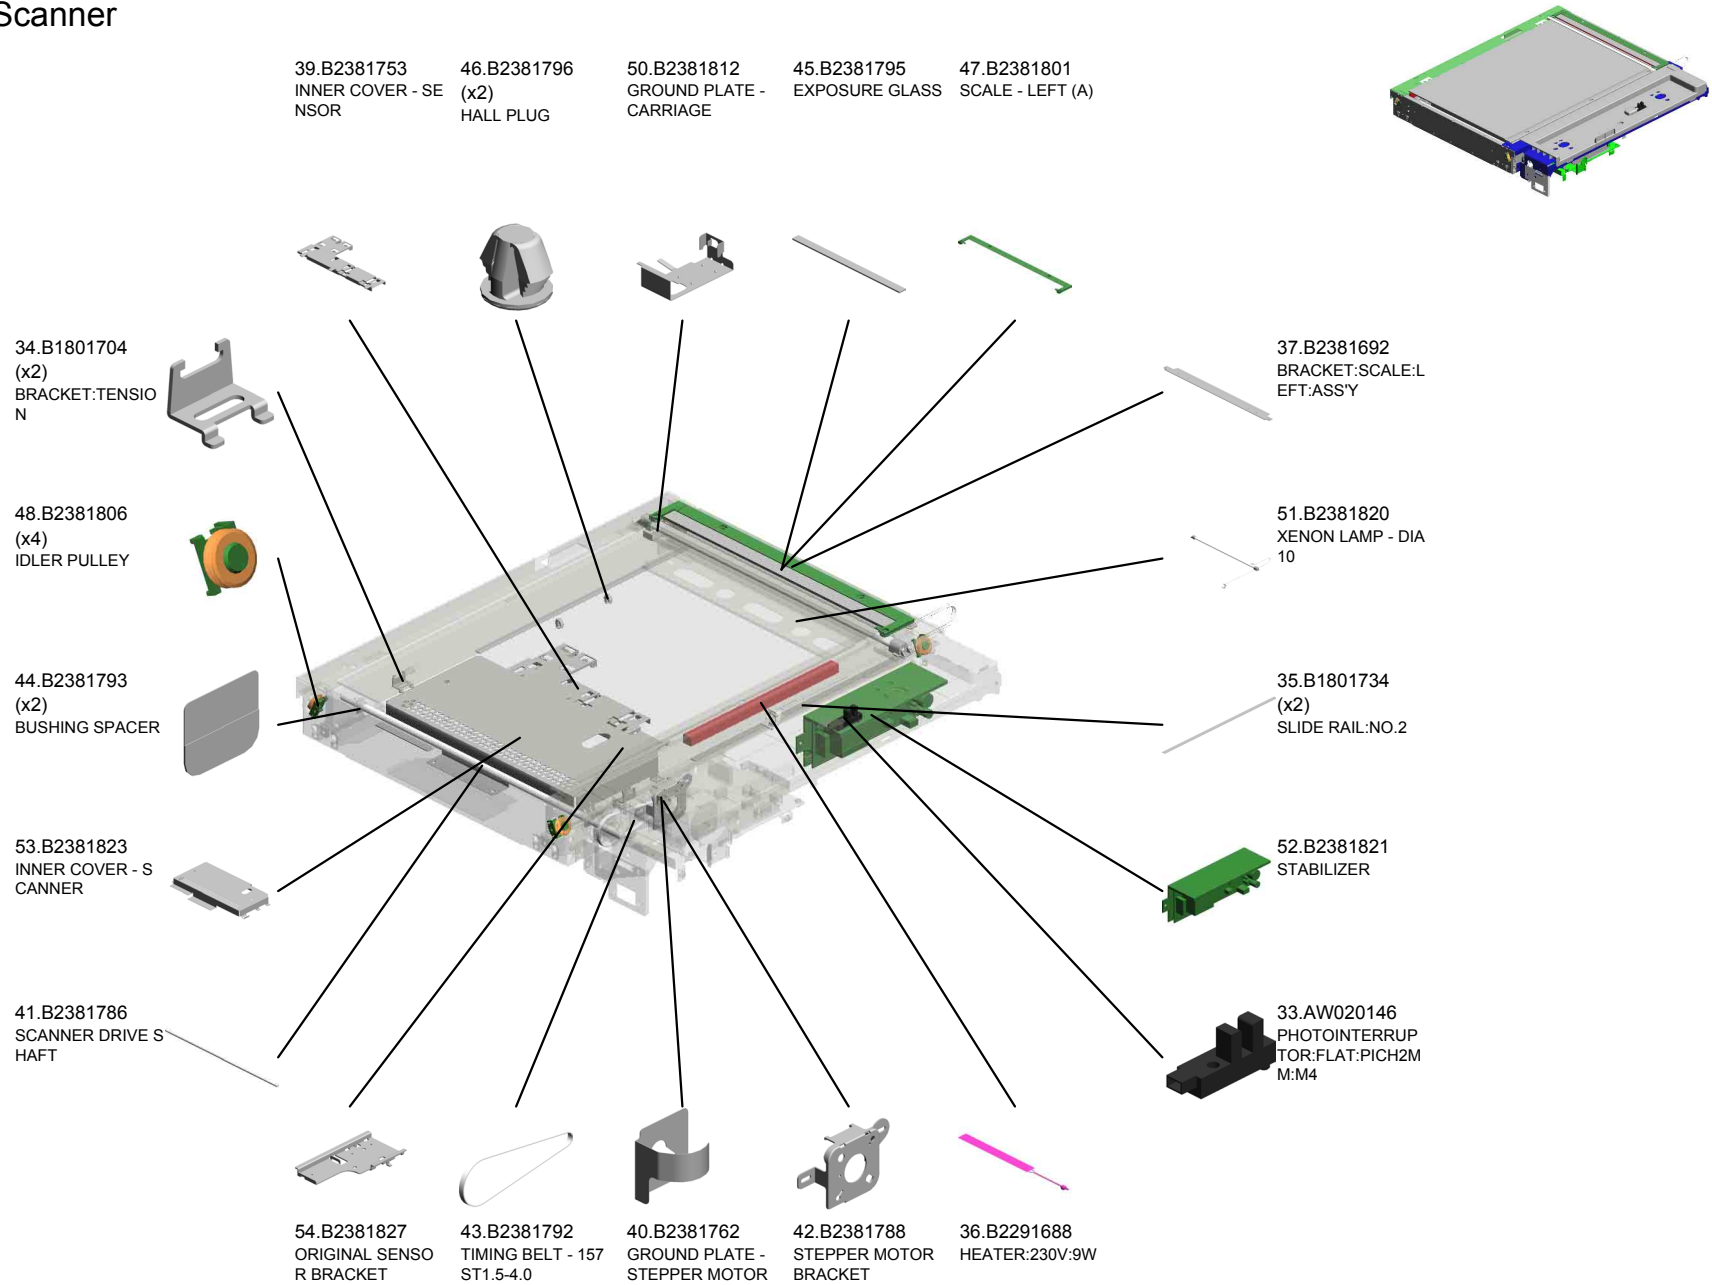 Scanner
39.B2381753
INNER COVER - SE
NSOR
46.B2381796
(x2)
HALL PLUG
50.B2381812
GROUND PLATE -
CARRIAGE
45.B2381795
EXPOSURE GLASS
47.B2381801
SCALE - LEFT (A)
34.B1801704
(x2)
BRACKET:TENSIO
N
37.B2381692
BRACKET:SCALE:L
EFT:ASS'Y
48.B2381806
(x4)
IDLER PULLEY
51.B2381820
XENON LAMP - DIA
10
44.B2381793
(x2)
BUSHING SPACER
35.B1801734
(x2)
SLIDE RAIL:NO.2
53.B2381823
INNER COVER - S
CANNER
52.B2381821
STABILIZER
41.B2381786
SCANNER DRIVE S
HAFT
33.AW020146
PHOTOINTERRUP
TOR:FLAT:PICH2M
M:M4
54.B2381827
ORIGINAL SENSO
R BRACKET
43.B2381792
TIMING BELT - 157
ST1.5-4.0
40.B2381762
GROUND PLATE -
STEPPER MOTOR
42.B2381788
STEPPER MOTOR
BRACKET
36.B2291688
HEATER:230V:9W